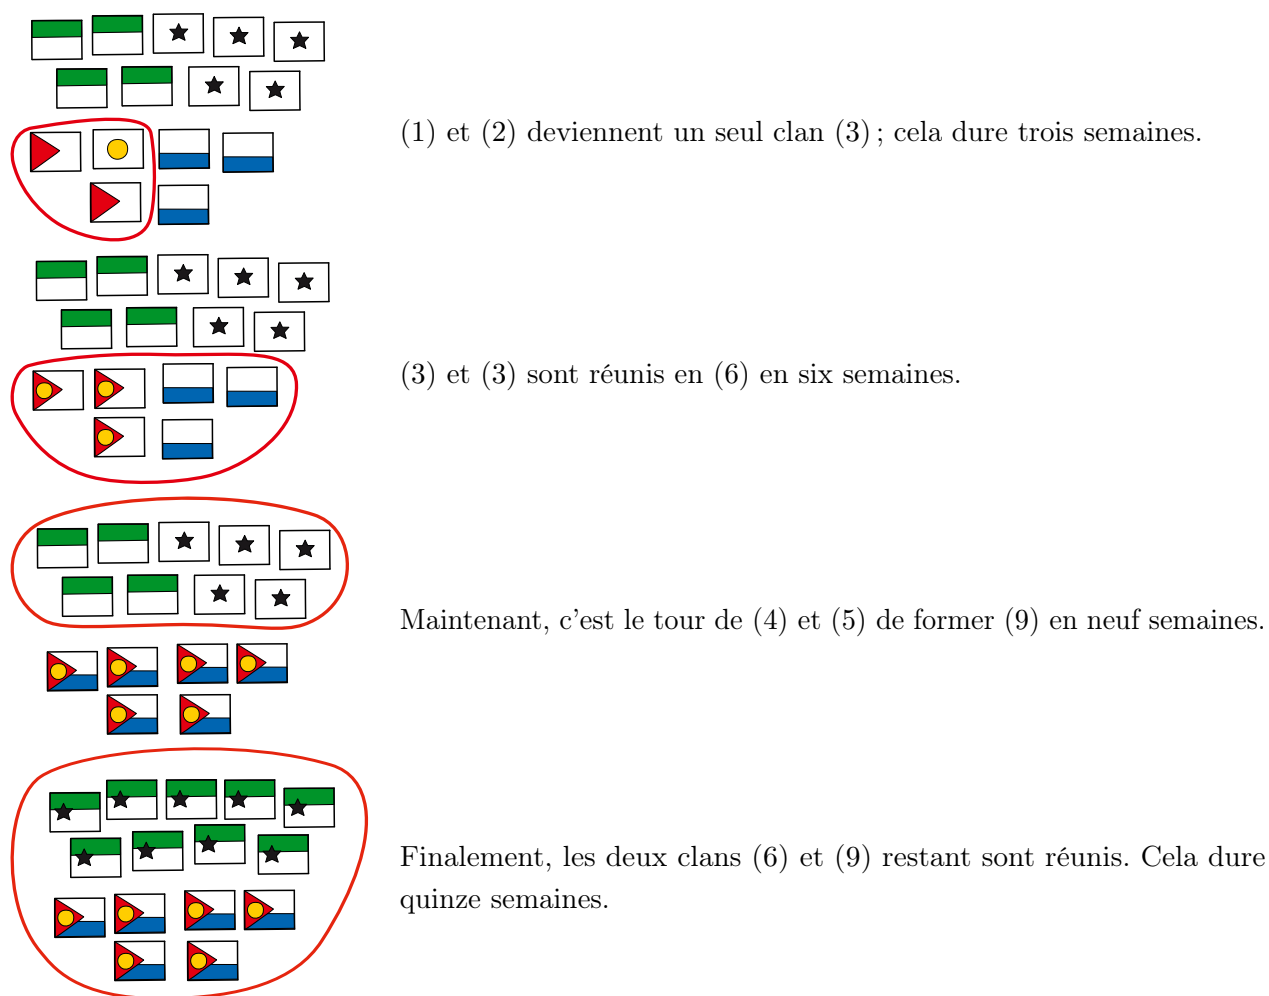 (1) et (2) deviennent un seul clan (3) ; cela dure trois semaines.
(3) et (3) sont réunis en (6) en six semaines.
Maintenant, c'est le tour de (4) et (5) de former (9) en neuf semaines.
Finalement, les deux clans (6) et (9) restant sont réunis. Cela dure
quinze semaines.